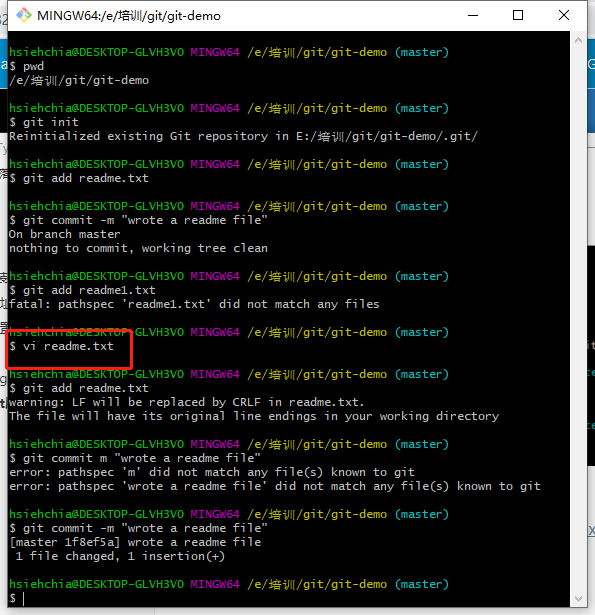 MINGW64:/e/培训/git/git-demo
hsiehchia@DESKTOP-GLVH3VO MINGW64 /e/培训/git/git-demo (master)
$ pwd
/e/培训/git/git-demo
hsiehchia@DESKTOP-GLVH3VO MINGW64 /e/培训/git/git-demo (master)
$ git init
Reinitialized existing Git repository in E:/培训/git/git-demo/.git/
hsiehchia@DESKTOP-GLVH3VO MINGW64 /e/培训/git/git-demo (master)
$ git add readme.txt
hsiehchia@DESKTOP-GLVH3VO MINGW64 /e/培训/git/git-demo (master)
$ git commit -m "wrote a readme file"
On branch master
nothing to commit, working tree clean
hsiehchia@DESKTOP-GLVH3VO MINGW64 /e/培训/git/git-demo (master)
$ git add readme1.txt
fatal: pathspec 'readme1.txt' did not match any files
hsiehchia@DESKTOP-GLVH3VO MINGW64 /e/培训/git/git-demo (master)
$ vi readme.txt
hsiehchia@DESKTOP-GLVH3VO MINGW64 /e/培训/git/git-demo (master)
$ git add readme.txt
warning: LF will be replaced by CRLF in readme.txt.
The file will have its original line endings in your working directory
hsiehchia@DESKTOP-GLVH3VO MINGW64 /e/培训/git/git-demo (master)
$ git commit m "wrote a readme file"
error: pathspec 'm' did not match any file(s) known to git
error: pathspec 'wrote a readme file' did not match any file(s) known to git
hsiehchia@DESKTOP-GLVH3VO MINGW64 /e/培训/git/git-demo (master)
$ git commit -m "wrote a readme file"
[master 1f8ef5a] wrote a readme file
 1 file changed, 1 insertion(+)
hsiehchia@DESKTOP-GLVH3VO MINGW64 /e/培训/git/git-demo (master)
$